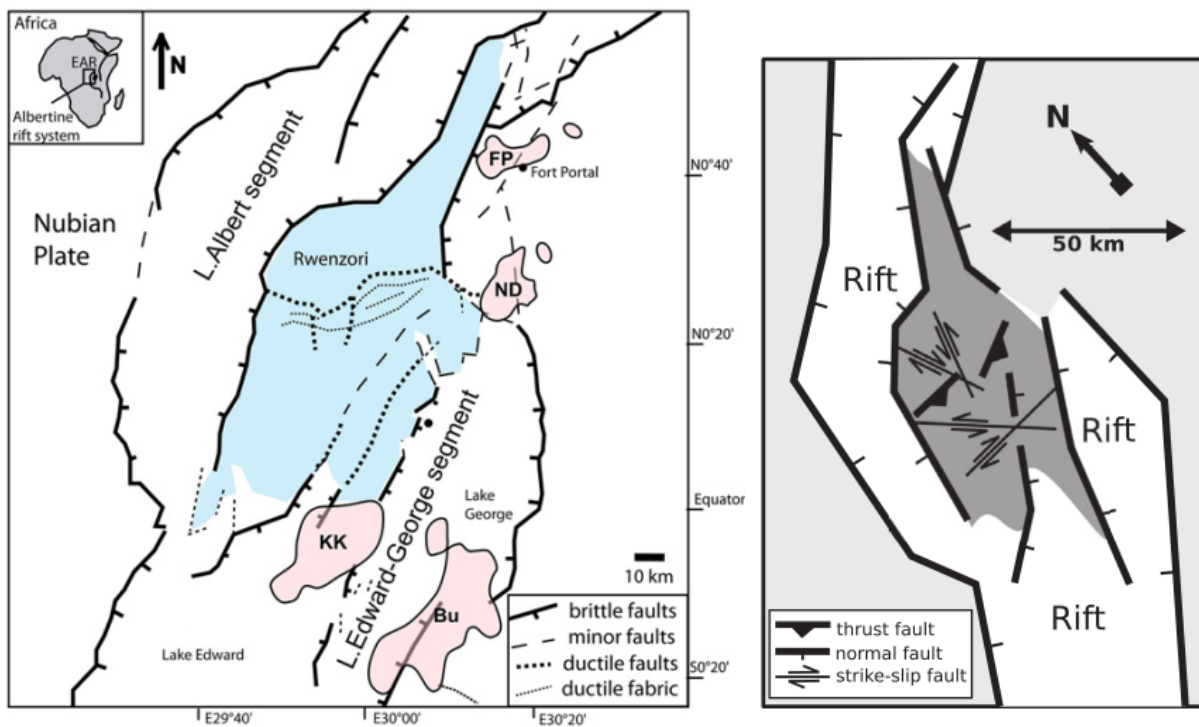 Africa
EAR
Albertine
rift system
N
Nubian
Plate
L.Albert segment
Rwenzori
FP
Fort Portal
ND
KK
Bu
L.Edward-George segment
Lake
George
Lake Edward
10 km
brittle faults
minor faults
ductile faults
ductile fabric
N0°40'
N0°20'
Equator
S0°20'
E29°40'
E30°00'
E30°20'
N
50 km
Rift
Rift
Rift
thrust fault
normal fault
strike-slip fault